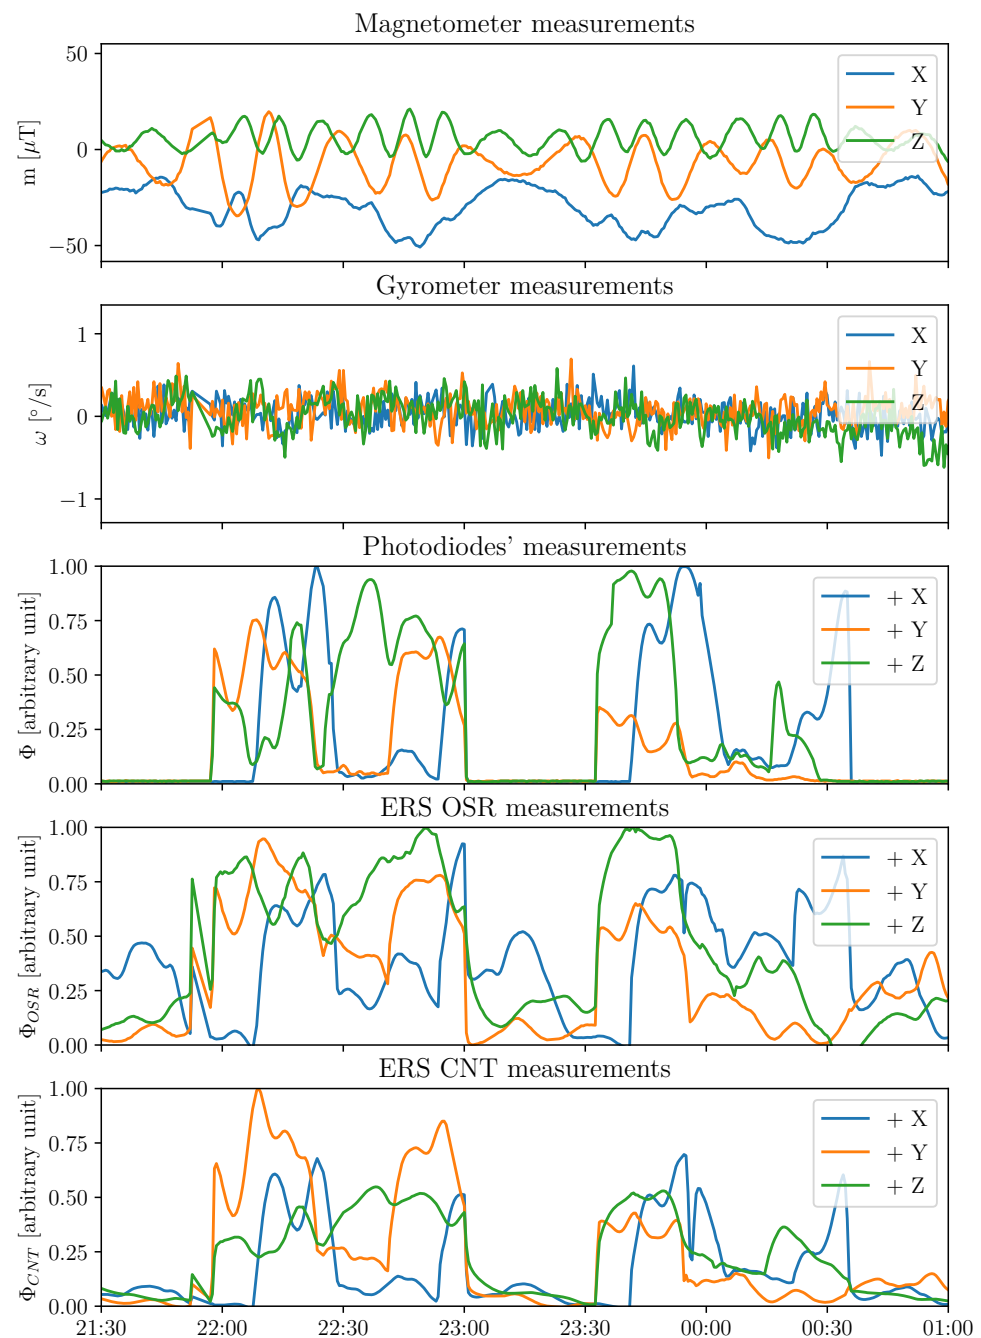 Magnetometer measurements
m [μT]
50
0
−50
X
Y
Z
Gyrometer measurements
ω, [°/s]
1
0
−1
X
Y
Z
Photodiodes' measurements
Φ [arbitrary unit]
1.00
0.75
0.50
0.25
0.00
+ X
+ Y
+ Z
ERS OSR measurements
Φ_OSR [arbitrary unit]
1.00
0.75
0.50
0.25
0.00
+ X
+ Y
+ Z
ERS CNT measurements
Φ_CNT [arbitrary unit]
1.00
0.75
0.50
0.25
0.00
+ X
+ Y
+ Z
21:30 22:00 22:30 23:00 23:30 00:00 00:30 01:00